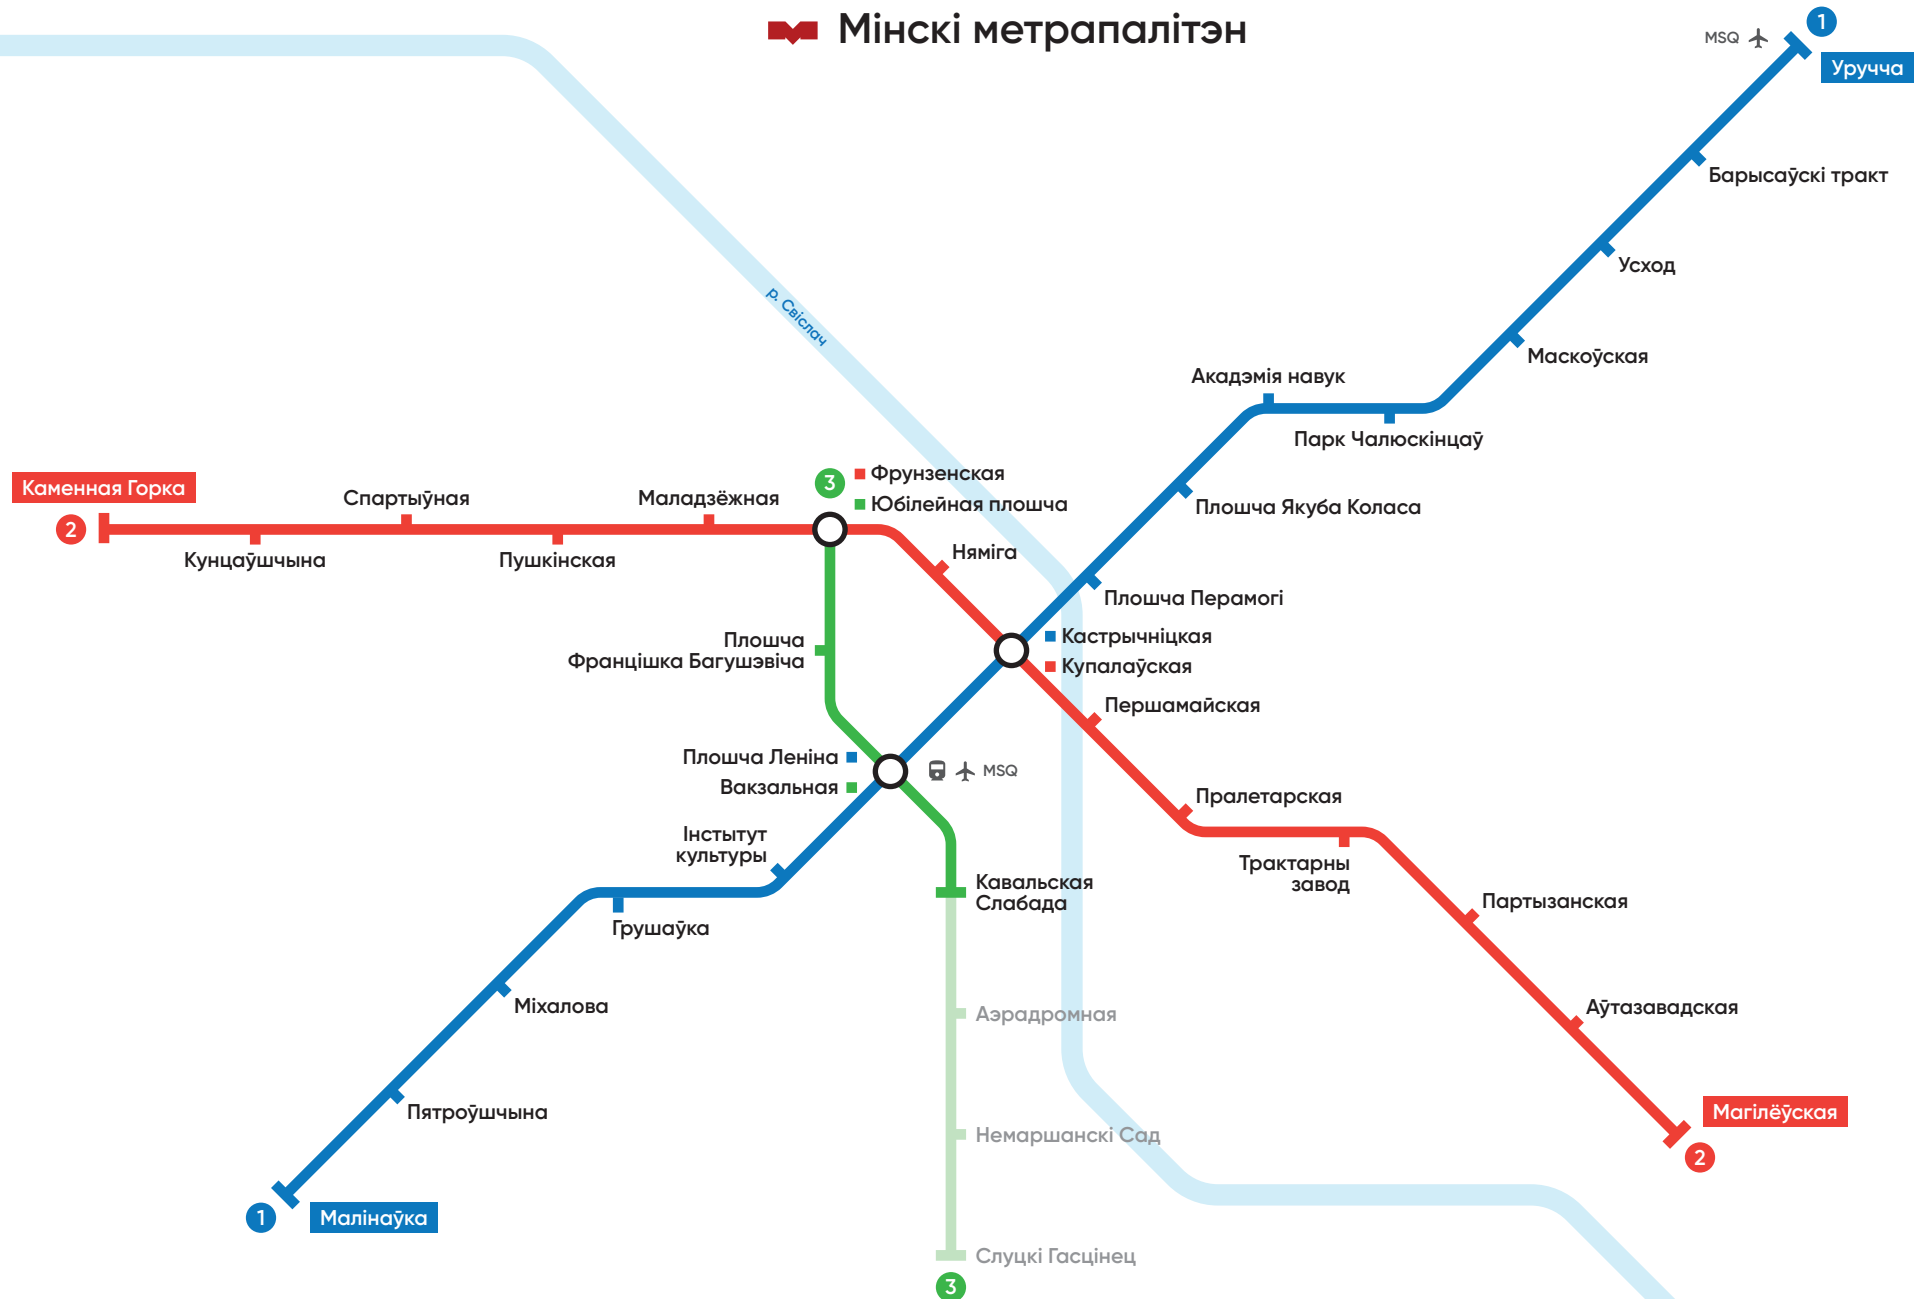 Мінскі метрапалітэн
1
MSQ
Уручча
Барысаўскі тракт
Усход
р. Свіслач
Маскоўская
Акадэмія навук
Парк Чалюскінцаў
3
Фрунзенская
Юбілейная плошча
Каменная Горка
2
Спартыўная
Маладзёжная
Кунцаўшчына
Пушкінская
Плошча Якуба Коласа
Няміга
Плошча Перамогі
Кастрычніцкая
Купалаўская
Плошча
Францішка Багушэвіча
Першамайская
Плошча Леніна
Вакзальная
MSQ
Пралетарская
Інстытут
культуры
Трактарны
завод
Кавальская
Слабада
Партызанская
Грушаўка
Міхалова
Аэрадромная
Аўтазавадская
Пятроўшчына
Немаршанскі Сад
Магілёўская
2
1
Малінаўка
Слуцкі Гасцінец
3